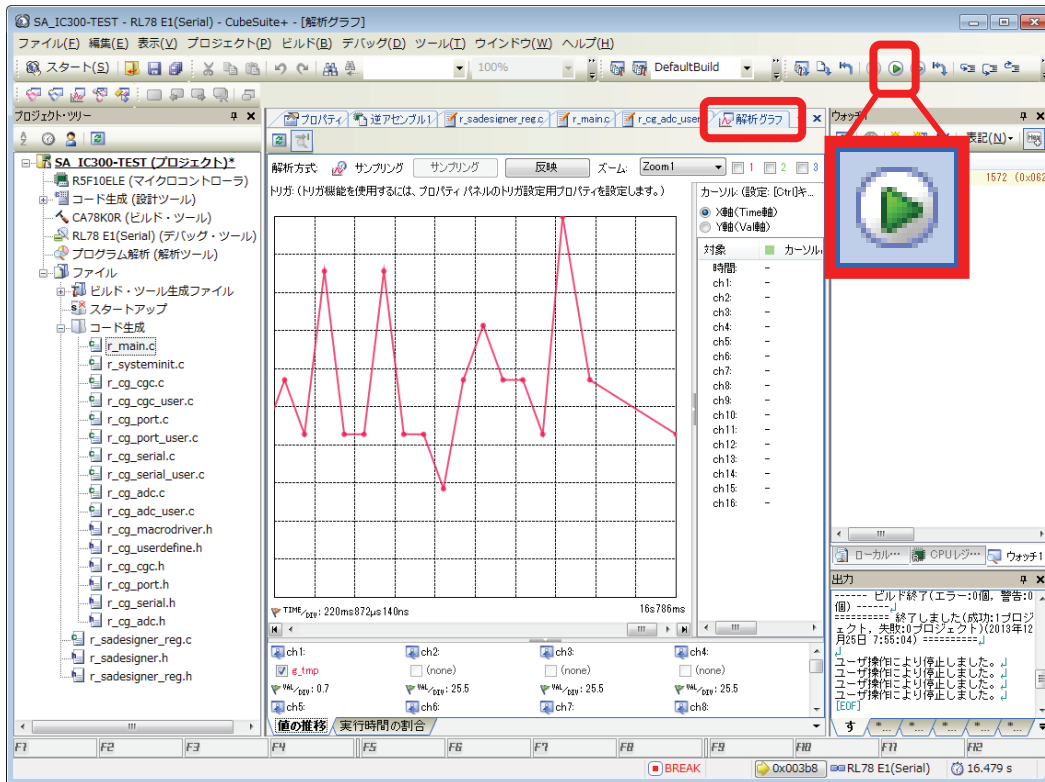 SA_IC300-TEST - RL78 E1(Serial) - CubeSuite+ - [解析グラフ]
ファイル(F) 編集(E) 表示(V) プロジェクト(P) ビルド(B) デバッグ(D) ツール(T) ウインドウ(W) ヘルプ(H)
スタート(S) 100% DefaultBuild
プロジェクト・ツリー
SA_IC300-TEST (プロジェクト)*
R5F10ELE (マイクロコントローラ)
コード生成 (設計ツール)
CA78K0R (ビルド・ツール)
RL78 E1(Serial) (デバッグ・ツール)
プログラム解析 (解析ツール)
ファイル
ビルド・ツール生成ファイル
スタートアップ
コード生成
r_main.c
r_systeminit.c
r_cg_cgc.c
r_cg_cgc_user.c
r_cg_port.c
r_cg_port_user.c
r_cg_serial.c
r_cg_serial_user.c
r_cg_adc.c
r_cg_adc_user.c
r_cg_macrodriver.h
r_cg_userdefine.h
r_cg_cgc.h
r_cg_port.h
r_cg_serial.h
r_cg_adc.h
r_sadesigner_reg.c
r_sadesigner.h
r_sadesigner_reg.h
プロパティ 逆アセンブル1 r_sadesigner_reg.c r_main.c r_cg_adc_user 解析グラフ
解析方式: サンプリング サンプリング 反映 ズーム: Zoom1 1 2 3
トリガ: (トリガ機能を使用するには、プロパティ パネルのトリガ設定用プロパティを設定します。)
カーソル: (設定: [Ctrl]キ...
X軸(Time軸)
Y軸(Val軸)
対象 カーソル
時間: -
ch1: -
ch2: -
ch3: -
ch4: -
ch5: -
ch6: -
ch7: -
ch8: -
ch9: -
ch10: -
ch11: -
ch12: -
ch13: -
ch14: -
ch15: -
ch16: -
TIME/DIV: 220ms872μs140ns 16s786ms
ch1: ch2: ch3: ch4:
g_tmp (none) (none) (none)
VAL/DIV: 0.7 VAL/DIV: 25.5 VAL/DIV: 25.5 VAL/DIV: 25.5
ch5: ch6: ch7: ch8:
値の推移 実行時間の割合
ウォッチ1
表記(N) Hex
1572 (0x062
ローカル… CPUレジ… ウォッチ1
出力
------ ビルド終了(エラー:0個, 警告:0
個) ------
========== 終了しました(成功:1プロジ
ェクト, 失敗:0プロジェクト)(2013年12
月25日 7:55:04) ==========
ユーザ操作により停止しました。
ユーザ操作により停止しました。
ユーザ操作により停止しました。
[EOF]
す *... *... *... *... *...
F1 F2 F3 F4 F5 F6 F7 F8 F9 F10 F11 F12
BREAK 0x003b8 RL78 E1(Serial) 16.479 s